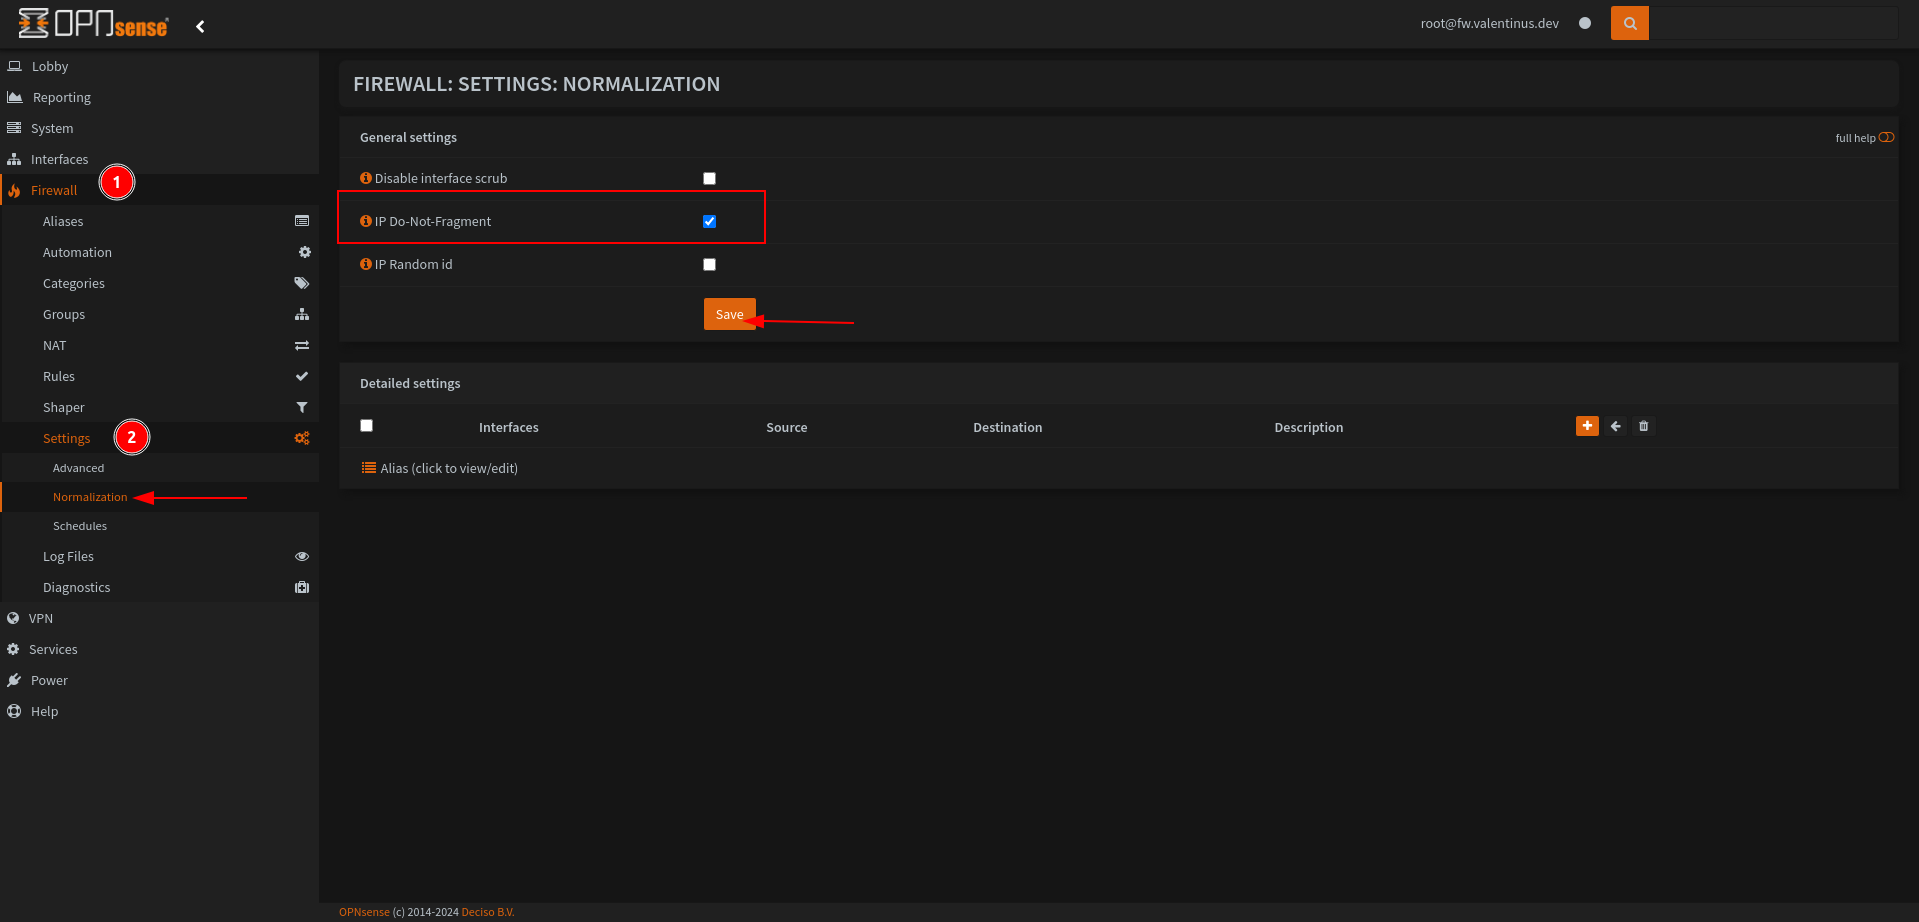 OPNsense
root@fw.valentinus.dev
Lobby
Reporting
System
Interfaces
Firewall
1
Aliases
Automation
Categories
Groups
NAT
Rules
Shaper
Settings
2
Advanced
Normalization
Schedules
Log Files
Diagnostics
VPN
Services
Power
Help
FIREWALL: SETTINGS: NORMALIZATION
General settings
full help
Disable interface scrub
IP Do-Not-Fragment
IP Random id
Save
Detailed settings
Interfaces Source Destination Description
Alias (click to view/edit)
OPNsense (c) 2014-2024 Deciso B.V.